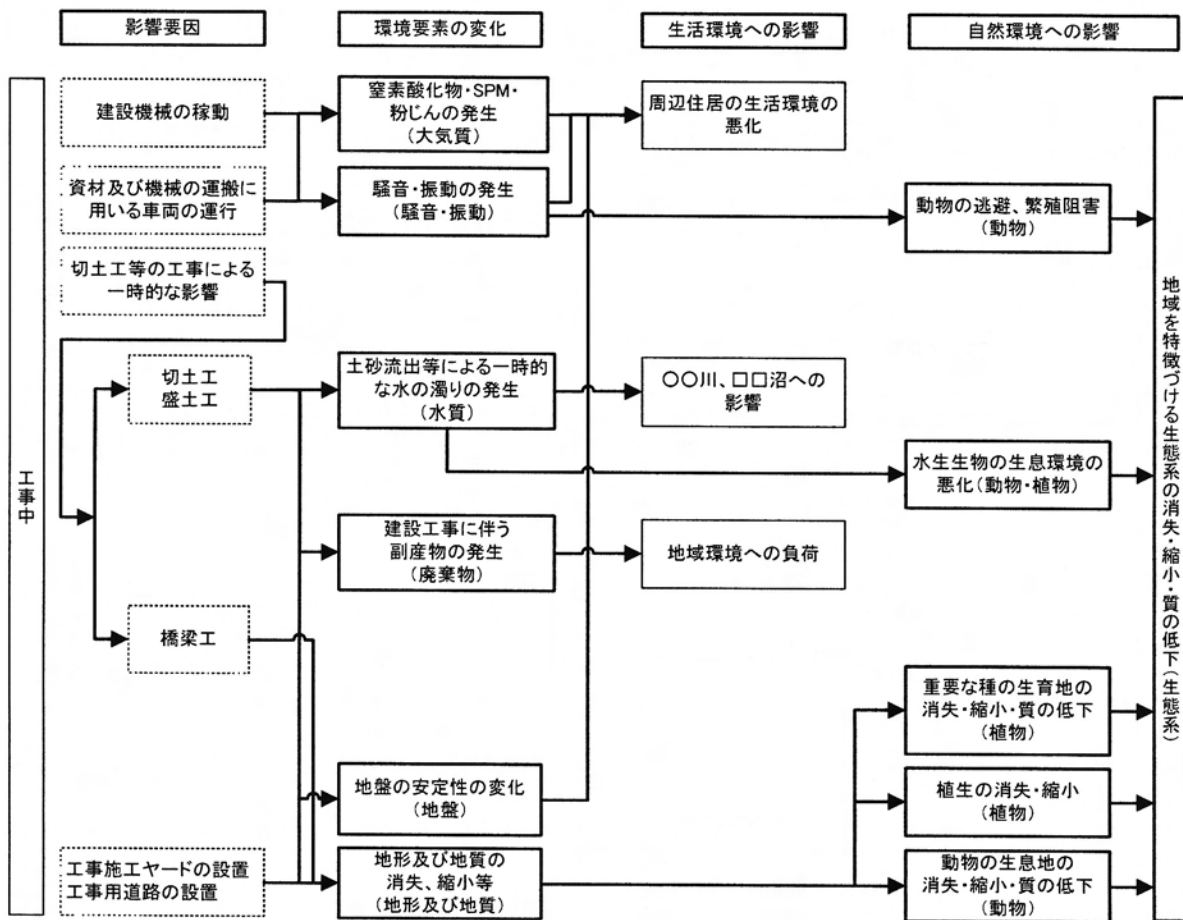 影響要因
環境要素の変化
生活環境への影響
自然環境への影響
工事中
建設機械の稼動
資材及び機械の運搬に
用いる車両の運行
切土工等の工事による
一時的な影響
切土工
盛土工
橋梁工
工事施工ヤードの設置
工事用道路の設置
窒素酸化物・SPM・
粉じんの発生
(大気質)
騒音・振動の発生
(騒音・振動)
土砂流出等による一時的
な水の濁りの発生
(水質)
建設工事に伴う
副産物の発生
(廃棄物)
地盤の安定性の変化
(地盤)
地形及び地質の
消失、縮小等
(地形及び地質)
周辺住居の生活環境の
悪化
○○川、□□沼への
影響
地域環境への負荷
動物の逃避、繁殖阻害
(動物)
水生生物の生息環境の
悪化(動物・植物)
重要な種の生育地の
消失・縮小・質の低下
(植物)
植生の消失・縮小
(植物)
動物の生息地の
消失・縮小・質の低下
(動物)
地域を特徴づける生態系の消失・縮小・質の低下(生態系)